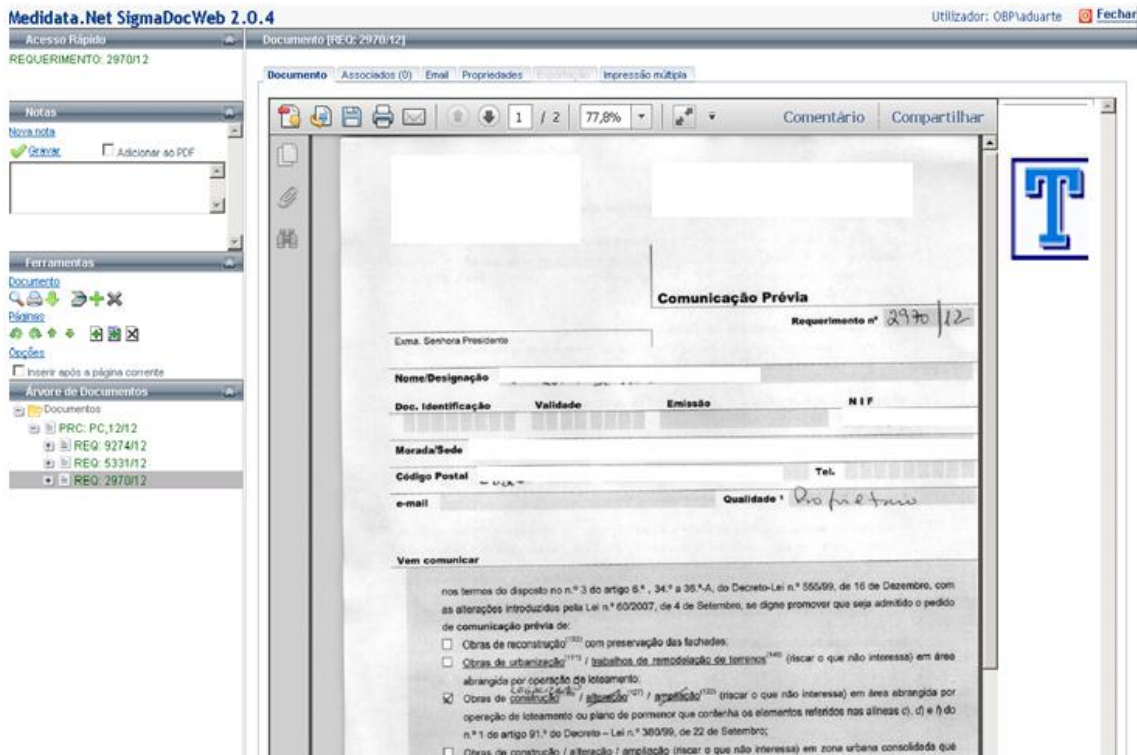 Medidata.Net SigmaDocWeb 2.0.4
Utilizador: OBP\aduarte Fechar
Acesso Rápido
REQUERIMENTO: 2970/12
Notas
Nova nota
Gravar Adicionar ao PDF
Ferramentas
Documento
Páginas
Opções
Inserir após a página corrente
Árvore de Documentos
Documentos
PRC: PC,12/12
REQ: 9274/12
REQ: 5331/12
REQ: 2970/12
Documento [REQ: 2970/12]
Documento Associados (0) Email Propriedades Exportação Impressão múltipla
1 / 2 77,8% Comentário Compartilhar
T
Comunicação Prévia
Requerimento nº 2970/12
Exma. Senhora Presidente
Nome/Designação
Doc. Identificação Validade Emissão NIF
Morada/Sede
Código Postal Tel.
e-mail Qualidade ¹ Proprietario
Vem comunicar
nos termos do disposto no n.º 3 do artigo 6.º, 34.º a 36.º-A, do Decreto-Lei n.º 555/99, de 16 de Dezembro, com
as alterações introduzidas pela Lei n.º 60/2007, de 4 de Setembro, se digne promover que seja admitido o pedido
de comunicação prévia de:
Obras de reconstrução com preservação das fachadas;
Obras de urbanização / trabalhos de remodelação de terrenos (riscar o que não interessa) em área
abrangida por operação de loteamento;
Obras de construção / alteração / ampliação (riscar o que não interessa) em área abrangida por
operação de loteamento ou plano de pormenor que contenha os elementos referidos nas alíneas c), d) e f) do
n.º 1 do artigo 91.º do Decreto – Lei n.º 380/99, de 22 de Setembro;
Obras de construção / alteração / ampliação (riscar o que não interessa) em zona urbana consolidada que